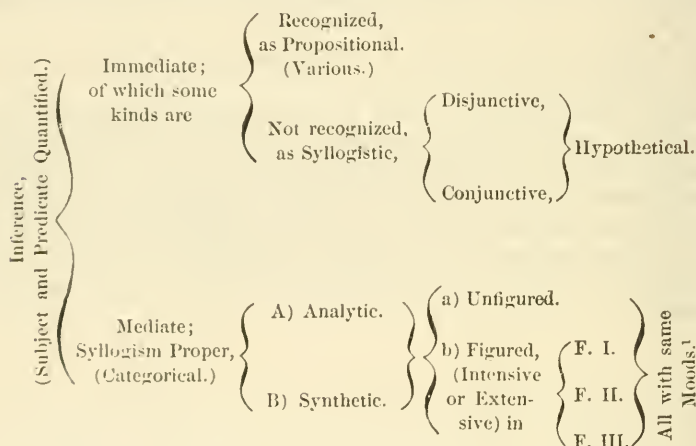 Inference,
(Subject and Predicate Quantified.)
Immediate;
of which some
kinds are
Recognized,
as Propositional.
(Various.)
Not recognized,
as Syllogistic,
Disjunctive,
Conjunctive,
Hypothetical.
Mediate;
Syllogism Proper,
(Categorical.)
A) Analytic.
B) Synthetic.
a) Unfigured.
b) Figured,
(Intensive
or Exten-
sive) in
F. I.
F. II.
F. III.
All with same
Moods.¹